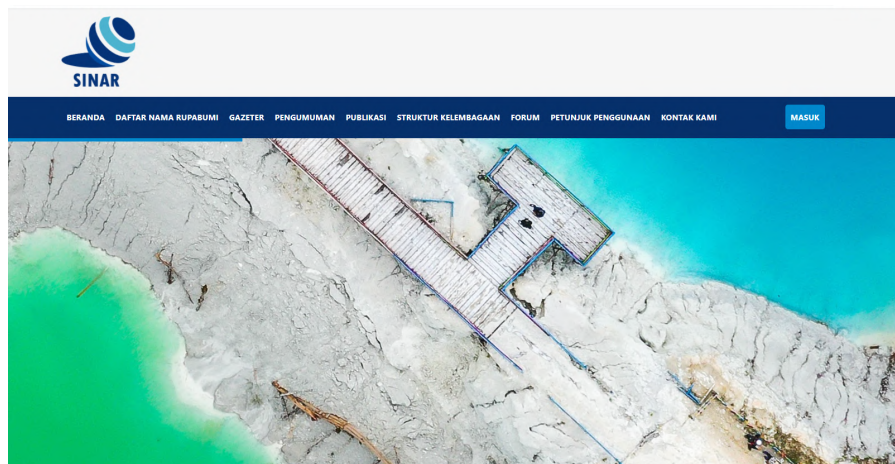 SINAR
BERANDA DAFTAR NAMA RUPABUMI GAZETER PENGUMUMAN PUBLIKASI STRUKTUR KELEMBAGAAN FORUM PETUNJUK PENGGUNAAN KONTAK KAMI MASUK